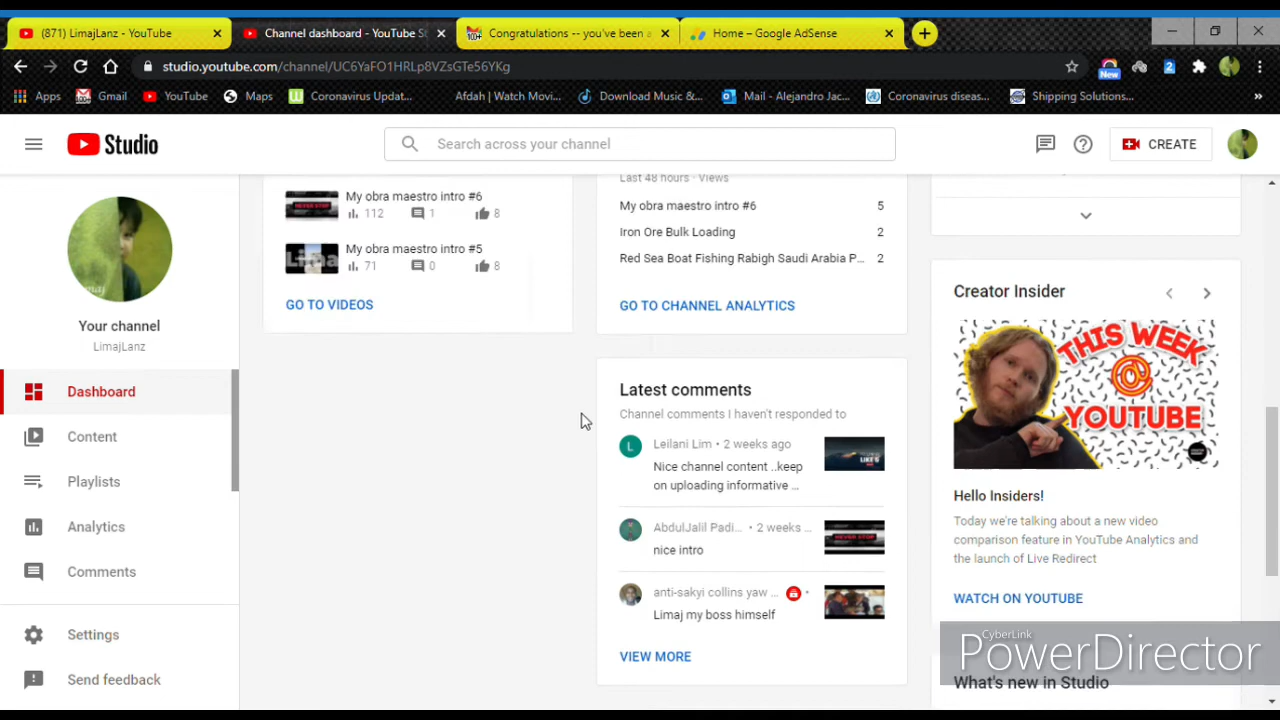 (871) LimajLanz - YouTube
Channel dashboard - YouTube S
Congratulations -- you've been a
Home – Google AdSense
studio.youtube.com/channel/UC6YaFO1HRLp8VZsGTe56YKg
New
2
Apps
Gmail
YouTube
Maps
Coronavirus Updat...
Afdah | Watch Movi...
Download Music &...
Mail - Alejandro Jac...
Coronavirus diseas...
Shipping Solutions...
»
Studio
Search across your channel
CREATE
Your channel
LimajLanz
Dashboard
Content
Playlists
Analytics
Comments
Settings
Send feedback
My obra maestro intro #6
112 1 8
My obra maestro intro #5
71 0 8
GO TO VIDEOS
Last 48 hours · Views
My obra maestro intro #6 5
Iron Ore Bulk Loading 2
Red Sea Boat Fishing Rabigh Saudi Arabia P... 2
GO TO CHANNEL ANALYTICS
Latest comments
Channel comments I haven't responded to
L
Leilani Lim • 2 weeks ago
Nice channel content ..keep
on uploading informative ...
AbdulJalil Padi... • 2 weeks ...
nice intro
NEVER STOP
anti-sakyi collins yaw ... •
Limaj my boss himself
VIEW MORE
Creator Insider
THIS WEEK
@
YOUTUBE
Hello Insiders!
Today we're talking about a new video
comparison feature in YouTube Analytics and
the launch of Live Redirect
WATCH ON YOUTUBE
What's new in Studio
CyberLink
PowerDirector